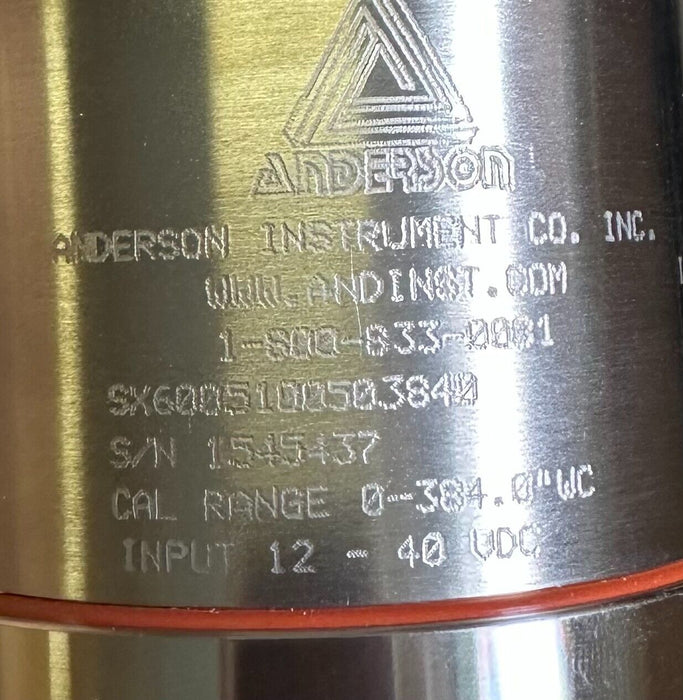 ANDERSON
ANDERSON INSTRUMENT CO. INC.
WWW.ANDINST.COM
1-800-833-0081
SX6005100503840
S/N 1545437
CAL RANGE 0-384.0"WC
INPUT 12 - 40 VDC